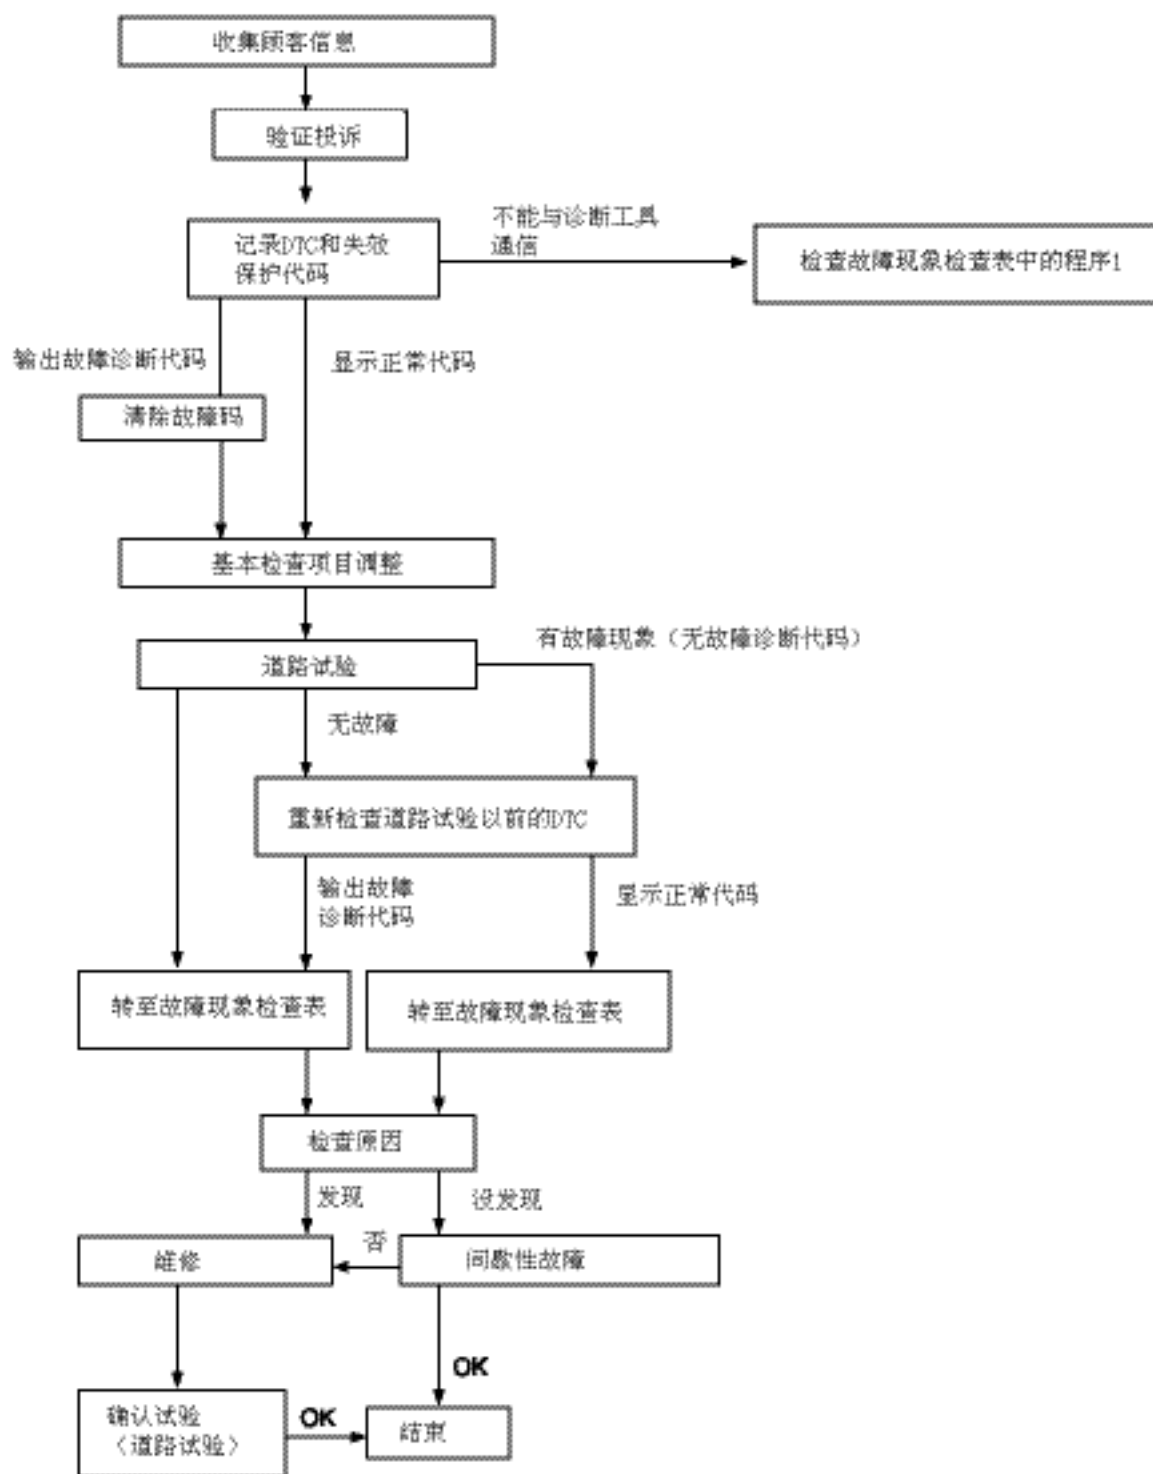 收集顾客信息
验证投诉
不能与诊断工具
通信
记录DTC和失效
保护代码
检查故障现象检查表中的程序1
输出故障诊断代码
显示正常代码
清除故障码
基本检查项目调整
有故障现象（无故障诊断代码）
道路试验
无故障
重新检查道路试验以前的DTC
输出故障
诊断代码
显示正常代码
转至故障现象检查表
转至故障现象检查表
检查原因
发现
没发现
否
维修
间歇性故障
OK
确认试验
（道路试验）
OK
结束